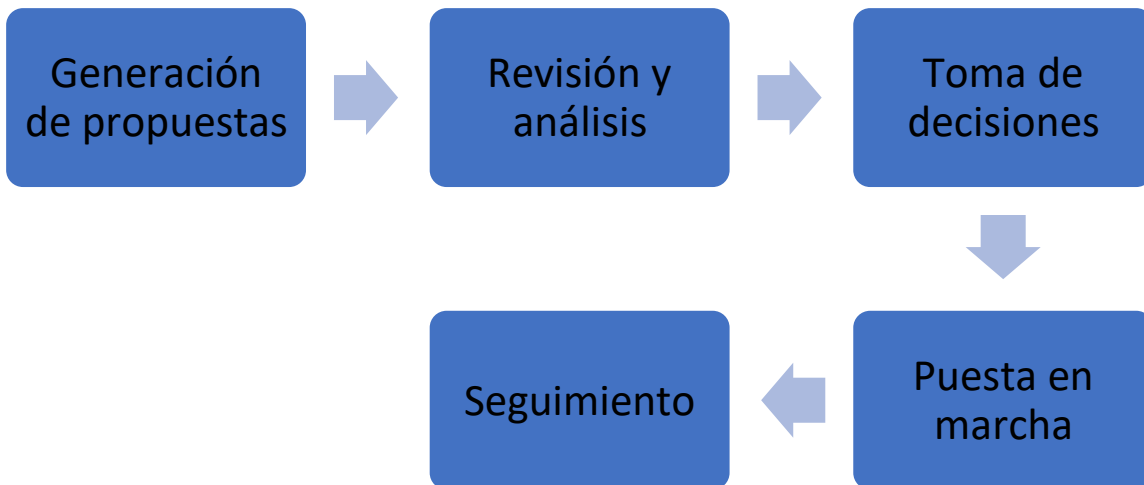 Generación
de propuestas
Revisión y
análisis
Toma de
decisiones
Puesta en
marcha
Seguimiento